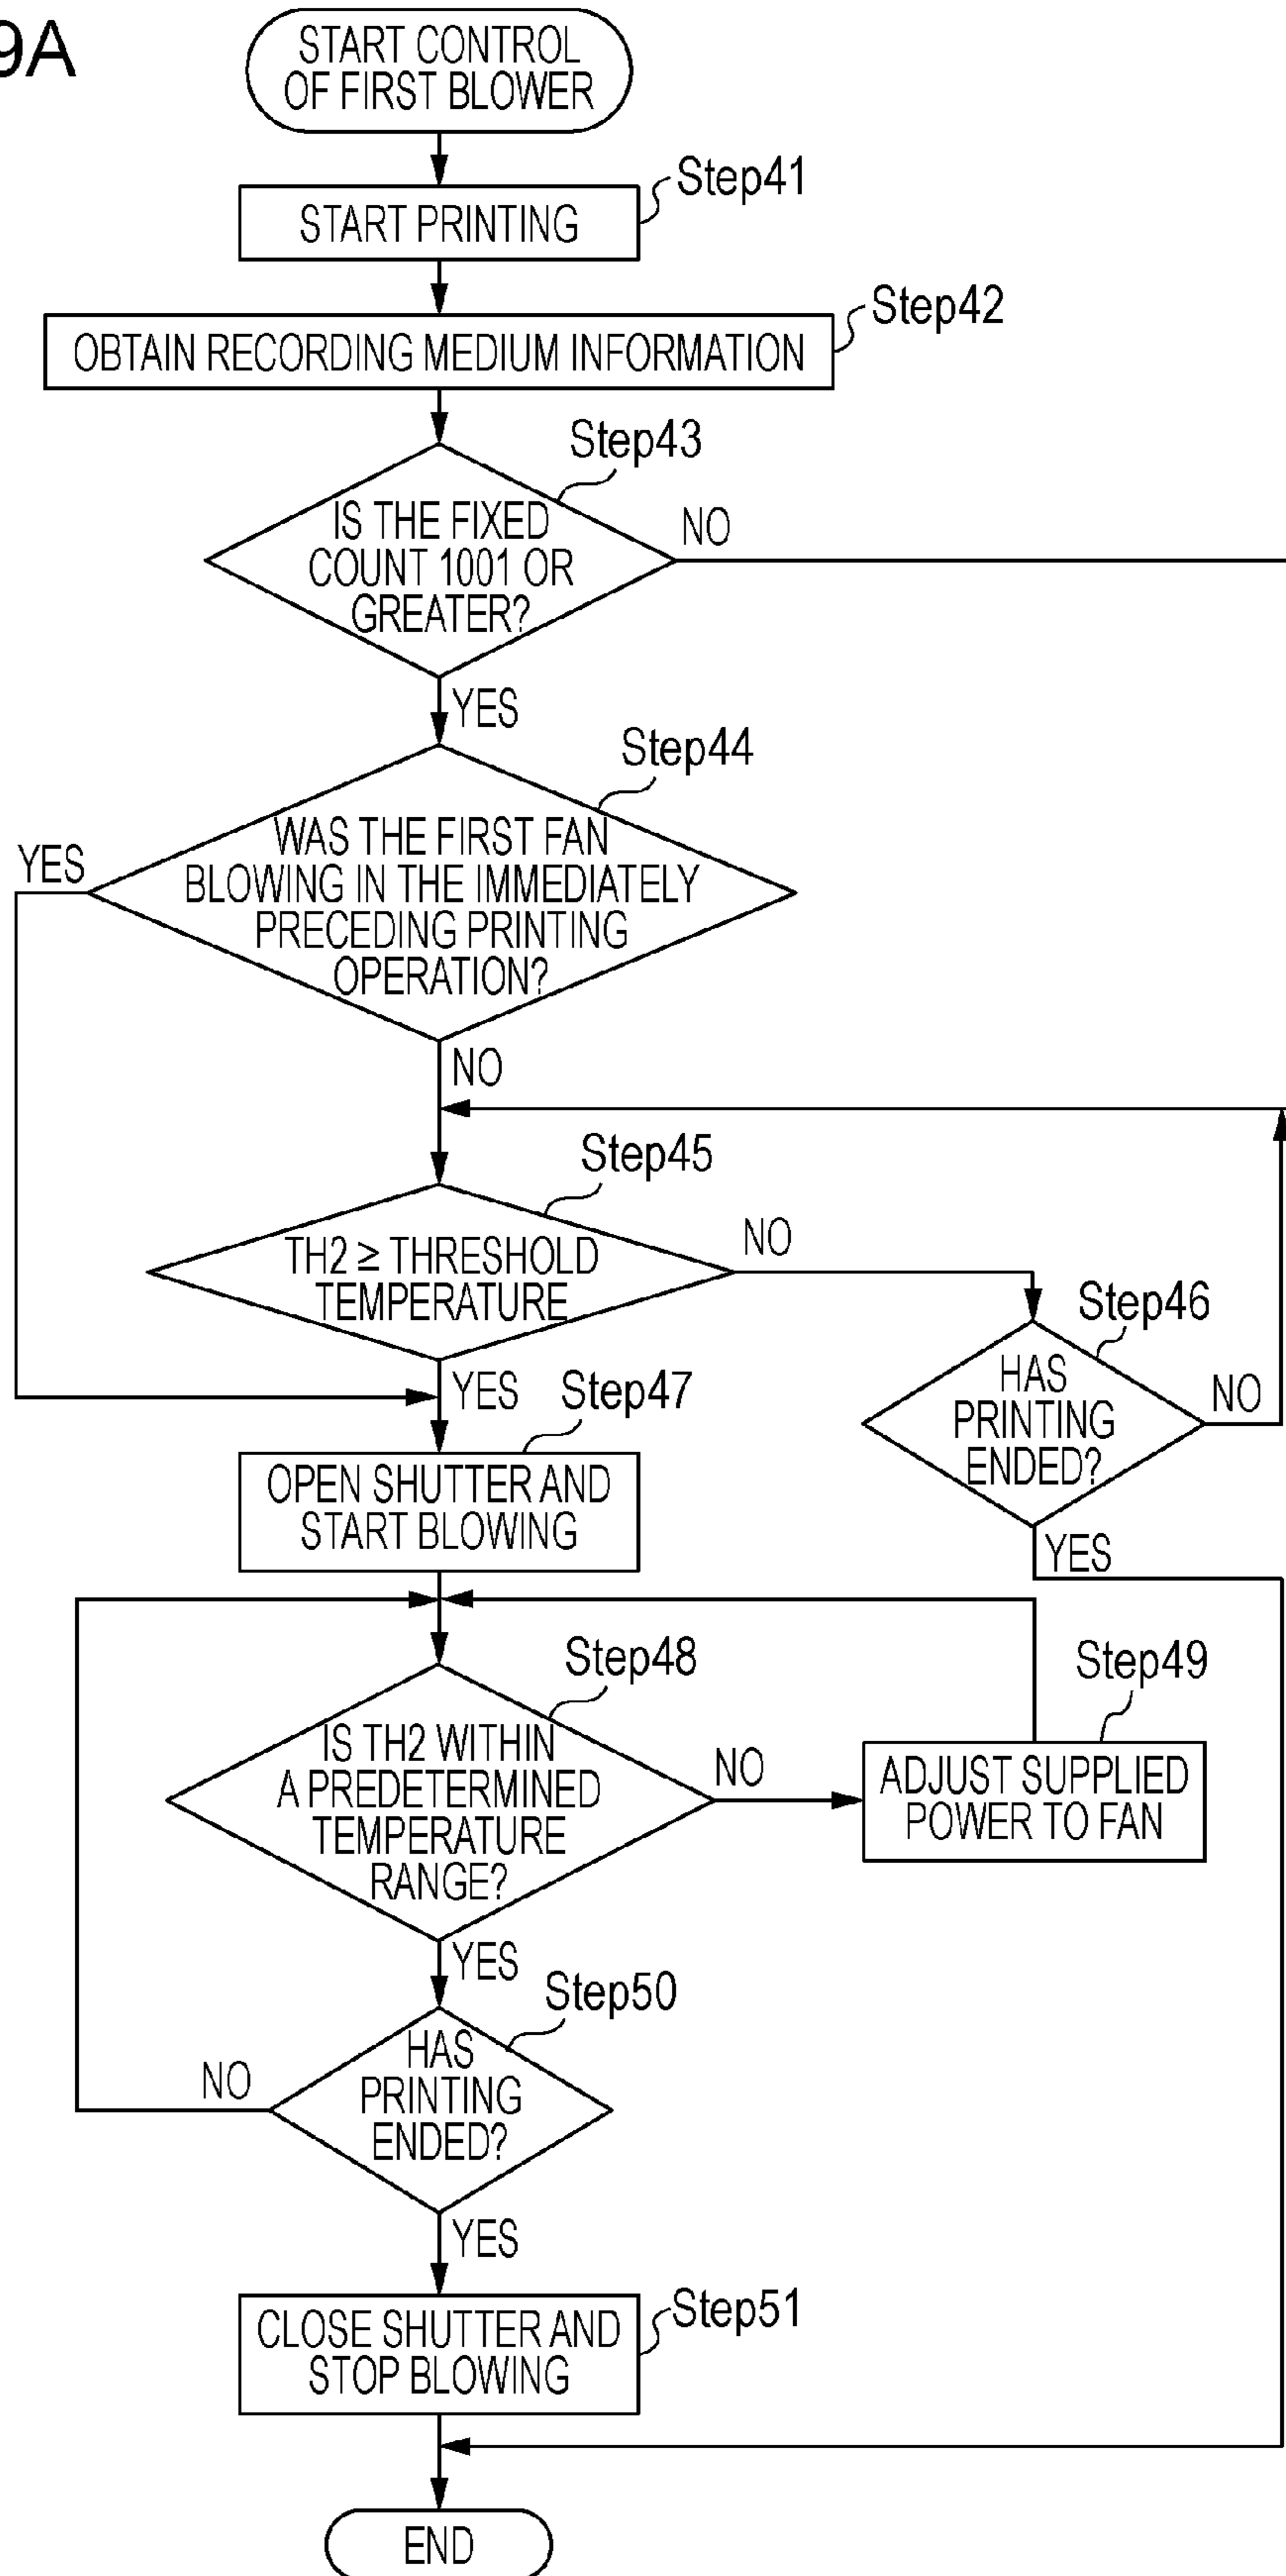 9A
START CONTROL
OF FIRST BLOWER
Step41
START PRINTING
Step42
OBTAIN RECORDING MEDIUM INFORMATION
Step43
IS THE FIXED
COUNT 1001 OR
GREATER?
NO
YES
Step44
WAS THE FIRST FAN
BLOWING IN THE IMMEDIATELY
PRECEDING PRINTING
OPERATION?
YES
NO
Step45
TH2 ≥ THRESHOLD
TEMPERATURE
NO
Step46
HAS
PRINTING
ENDED?
NO
YES
YES
Step47
OPEN SHUTTER AND
START BLOWING
Step48
IS TH2 WITHIN
A PREDETERMINED
TEMPERATURE
RANGE?
NO
Step49
ADJUST SUPPLIED
POWER TO FAN
YES
Step50
HAS
PRINTING
ENDED?
NO
YES
Step51
CLOSE SHUTTER AND
STOP BLOWING
END